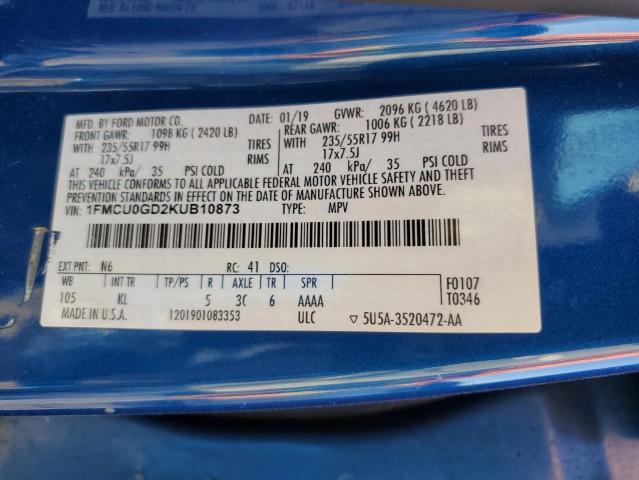 MFD. BY FORD MOTOR CO. DATE: 01/19 GVWR: 2096 KG ( 4620 LB)
FRONT GAWR: 1098 KG ( 2420 LB) REAR GAWR: 1006 KG ( 2218 LB)
WITH 235/55R17 99H TIRES WITH 235/55R17 99H TIRES
17x7.5J RIMS 17x7.5J RIMS
AT 240 kPa/ 35 PSI COLD AT 240 kPa/ 35 PSI COLD
THIS VEHICLE CONFORMS TO ALL APPLICABLE FEDERAL MOTOR VEHICLE SAFETY AND THEFT
PREVENTION STANDARDS IN EFFECT ON THE DATE OF MANUFACTURE SHOWN ABOVE.
VIN: 1FMCU0GD2KUB10873 TYPE: MPV
EXT PNT: N6 RC: 41 DSO:
WB INT TR TP/PS R AXLE TR SPR F0107
105 KL 5 3C 6 AAAA T0346
MADE IN U.S.A. 1201901083353 ULC ▽ 5U5A-3520472-AA